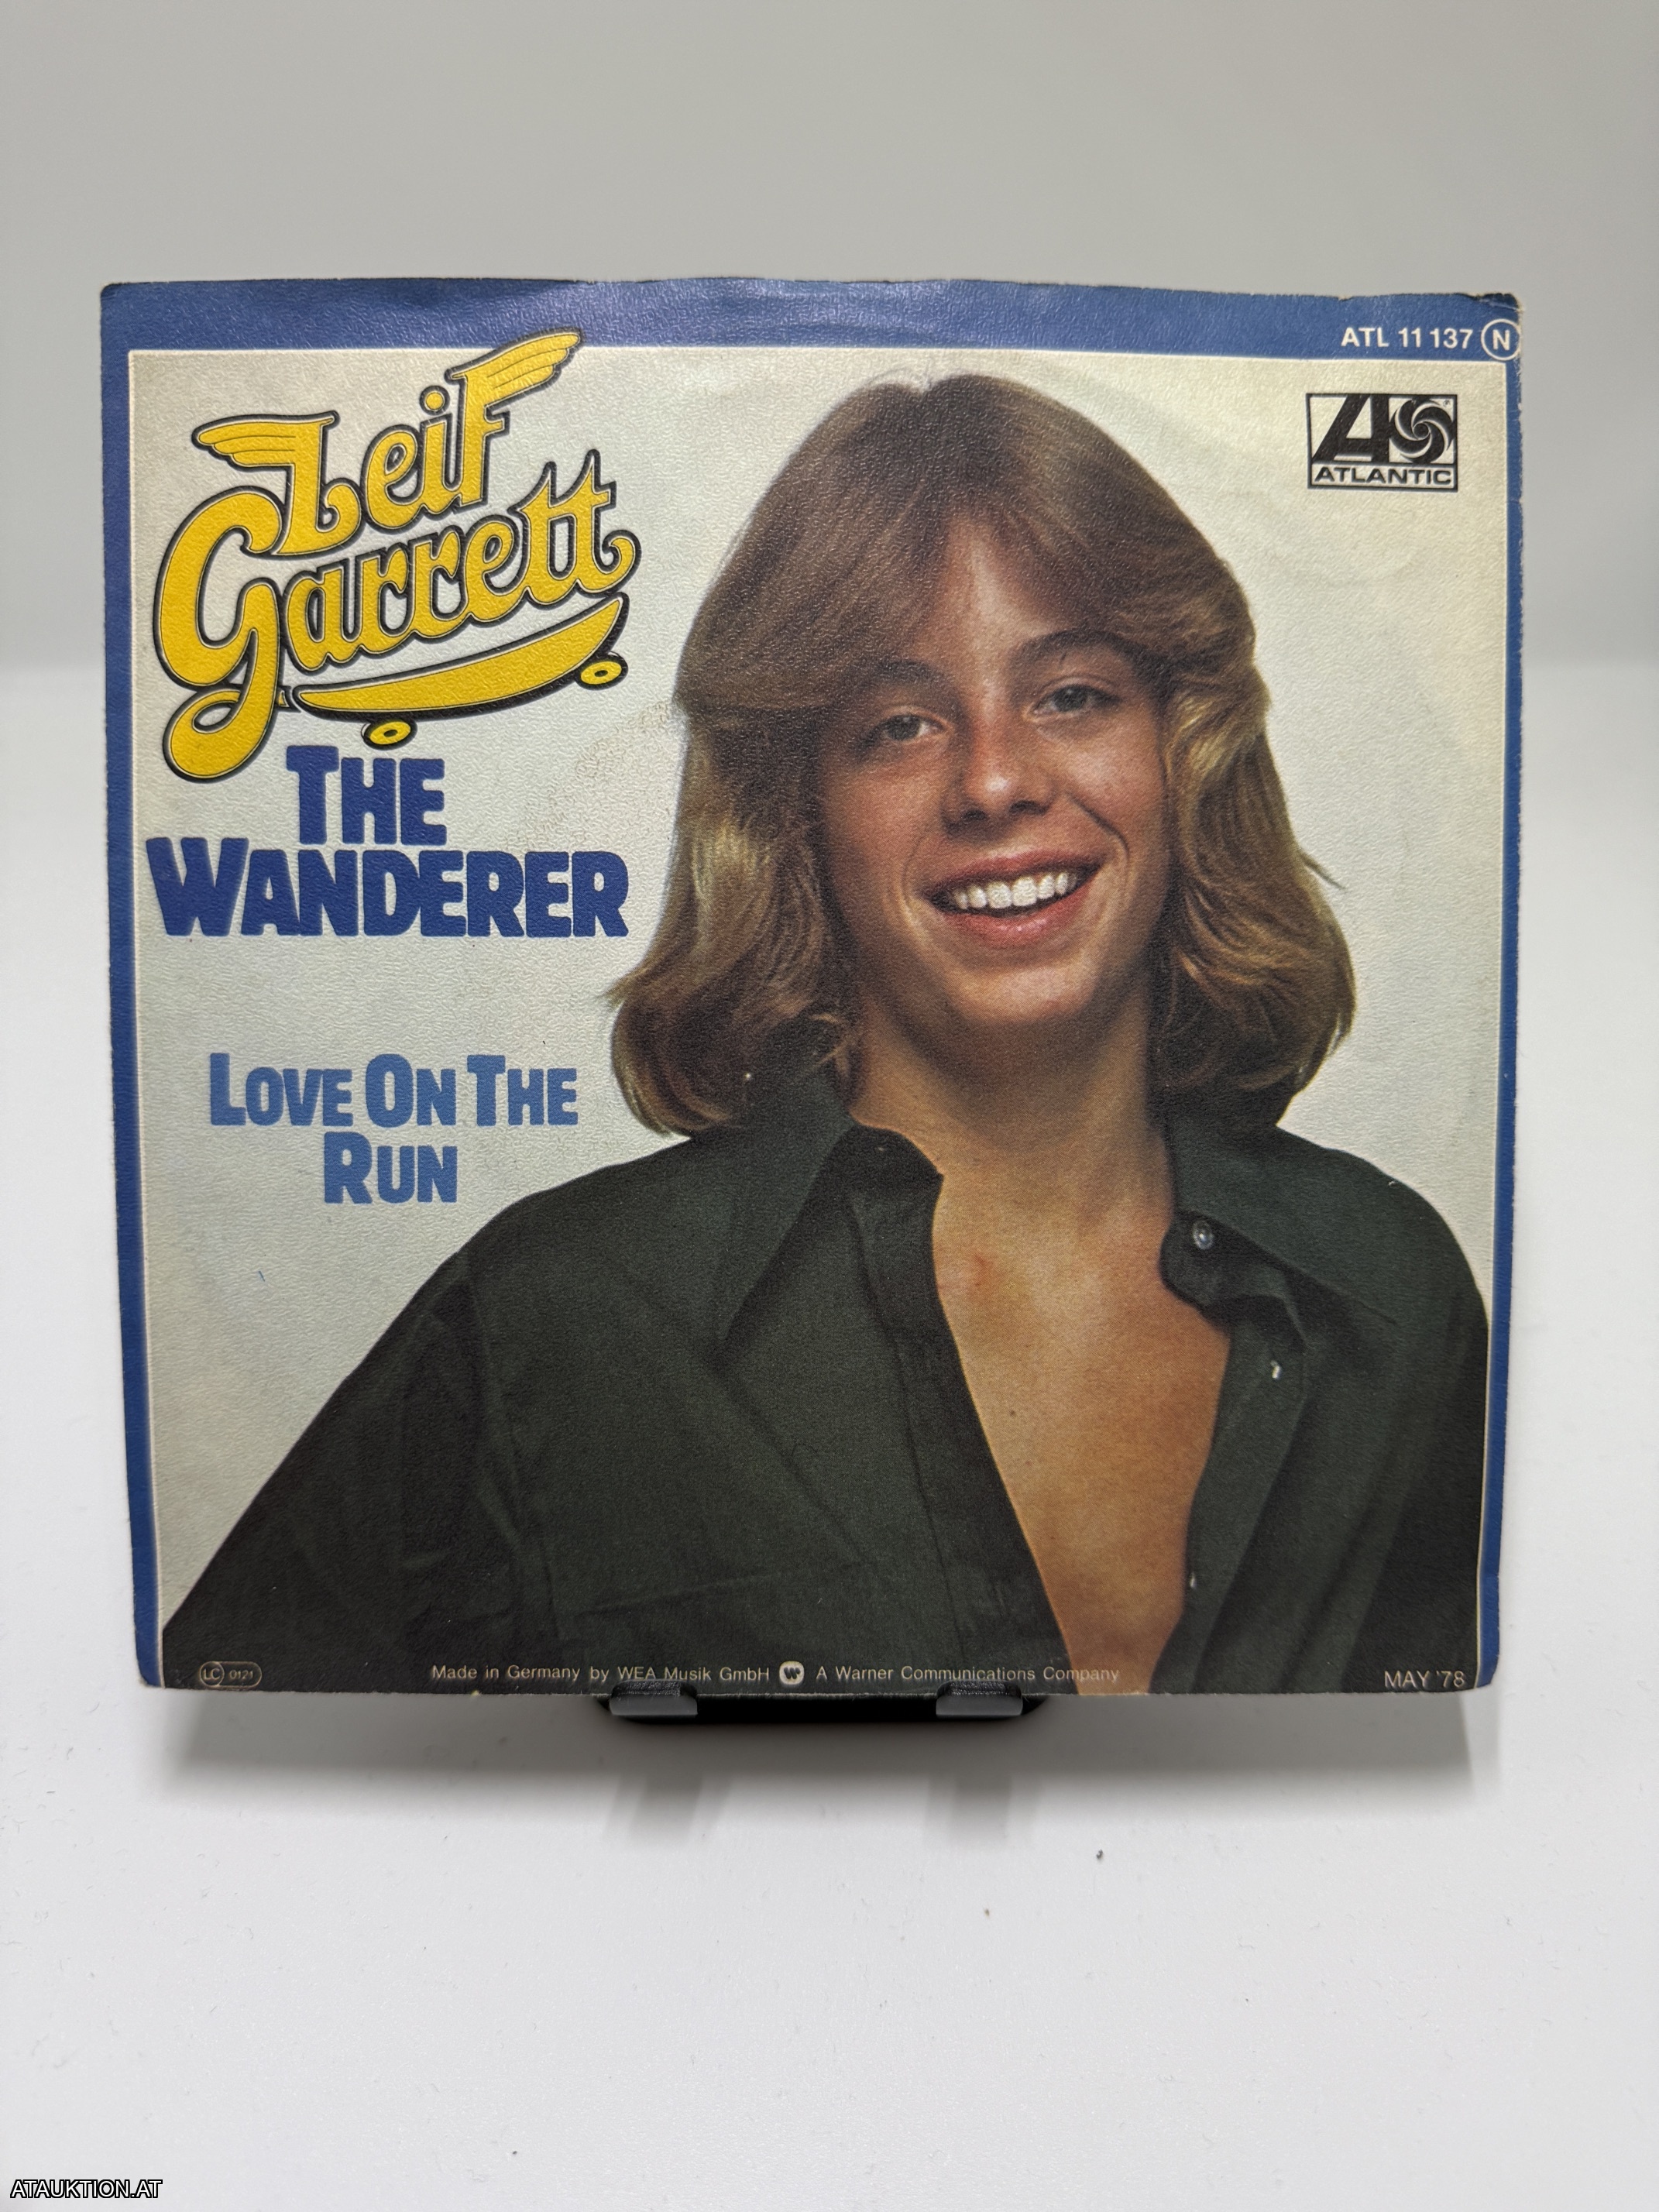 ATL 11 137 N
Leif
Garrett
ATLANTIC
THE
WANDERER
LOVE ON THE
RUN
LC 0121
Made in Germany by WEA Musik GmbH W A Warner Communications Company
MAY '78
ATAUKTION.AT